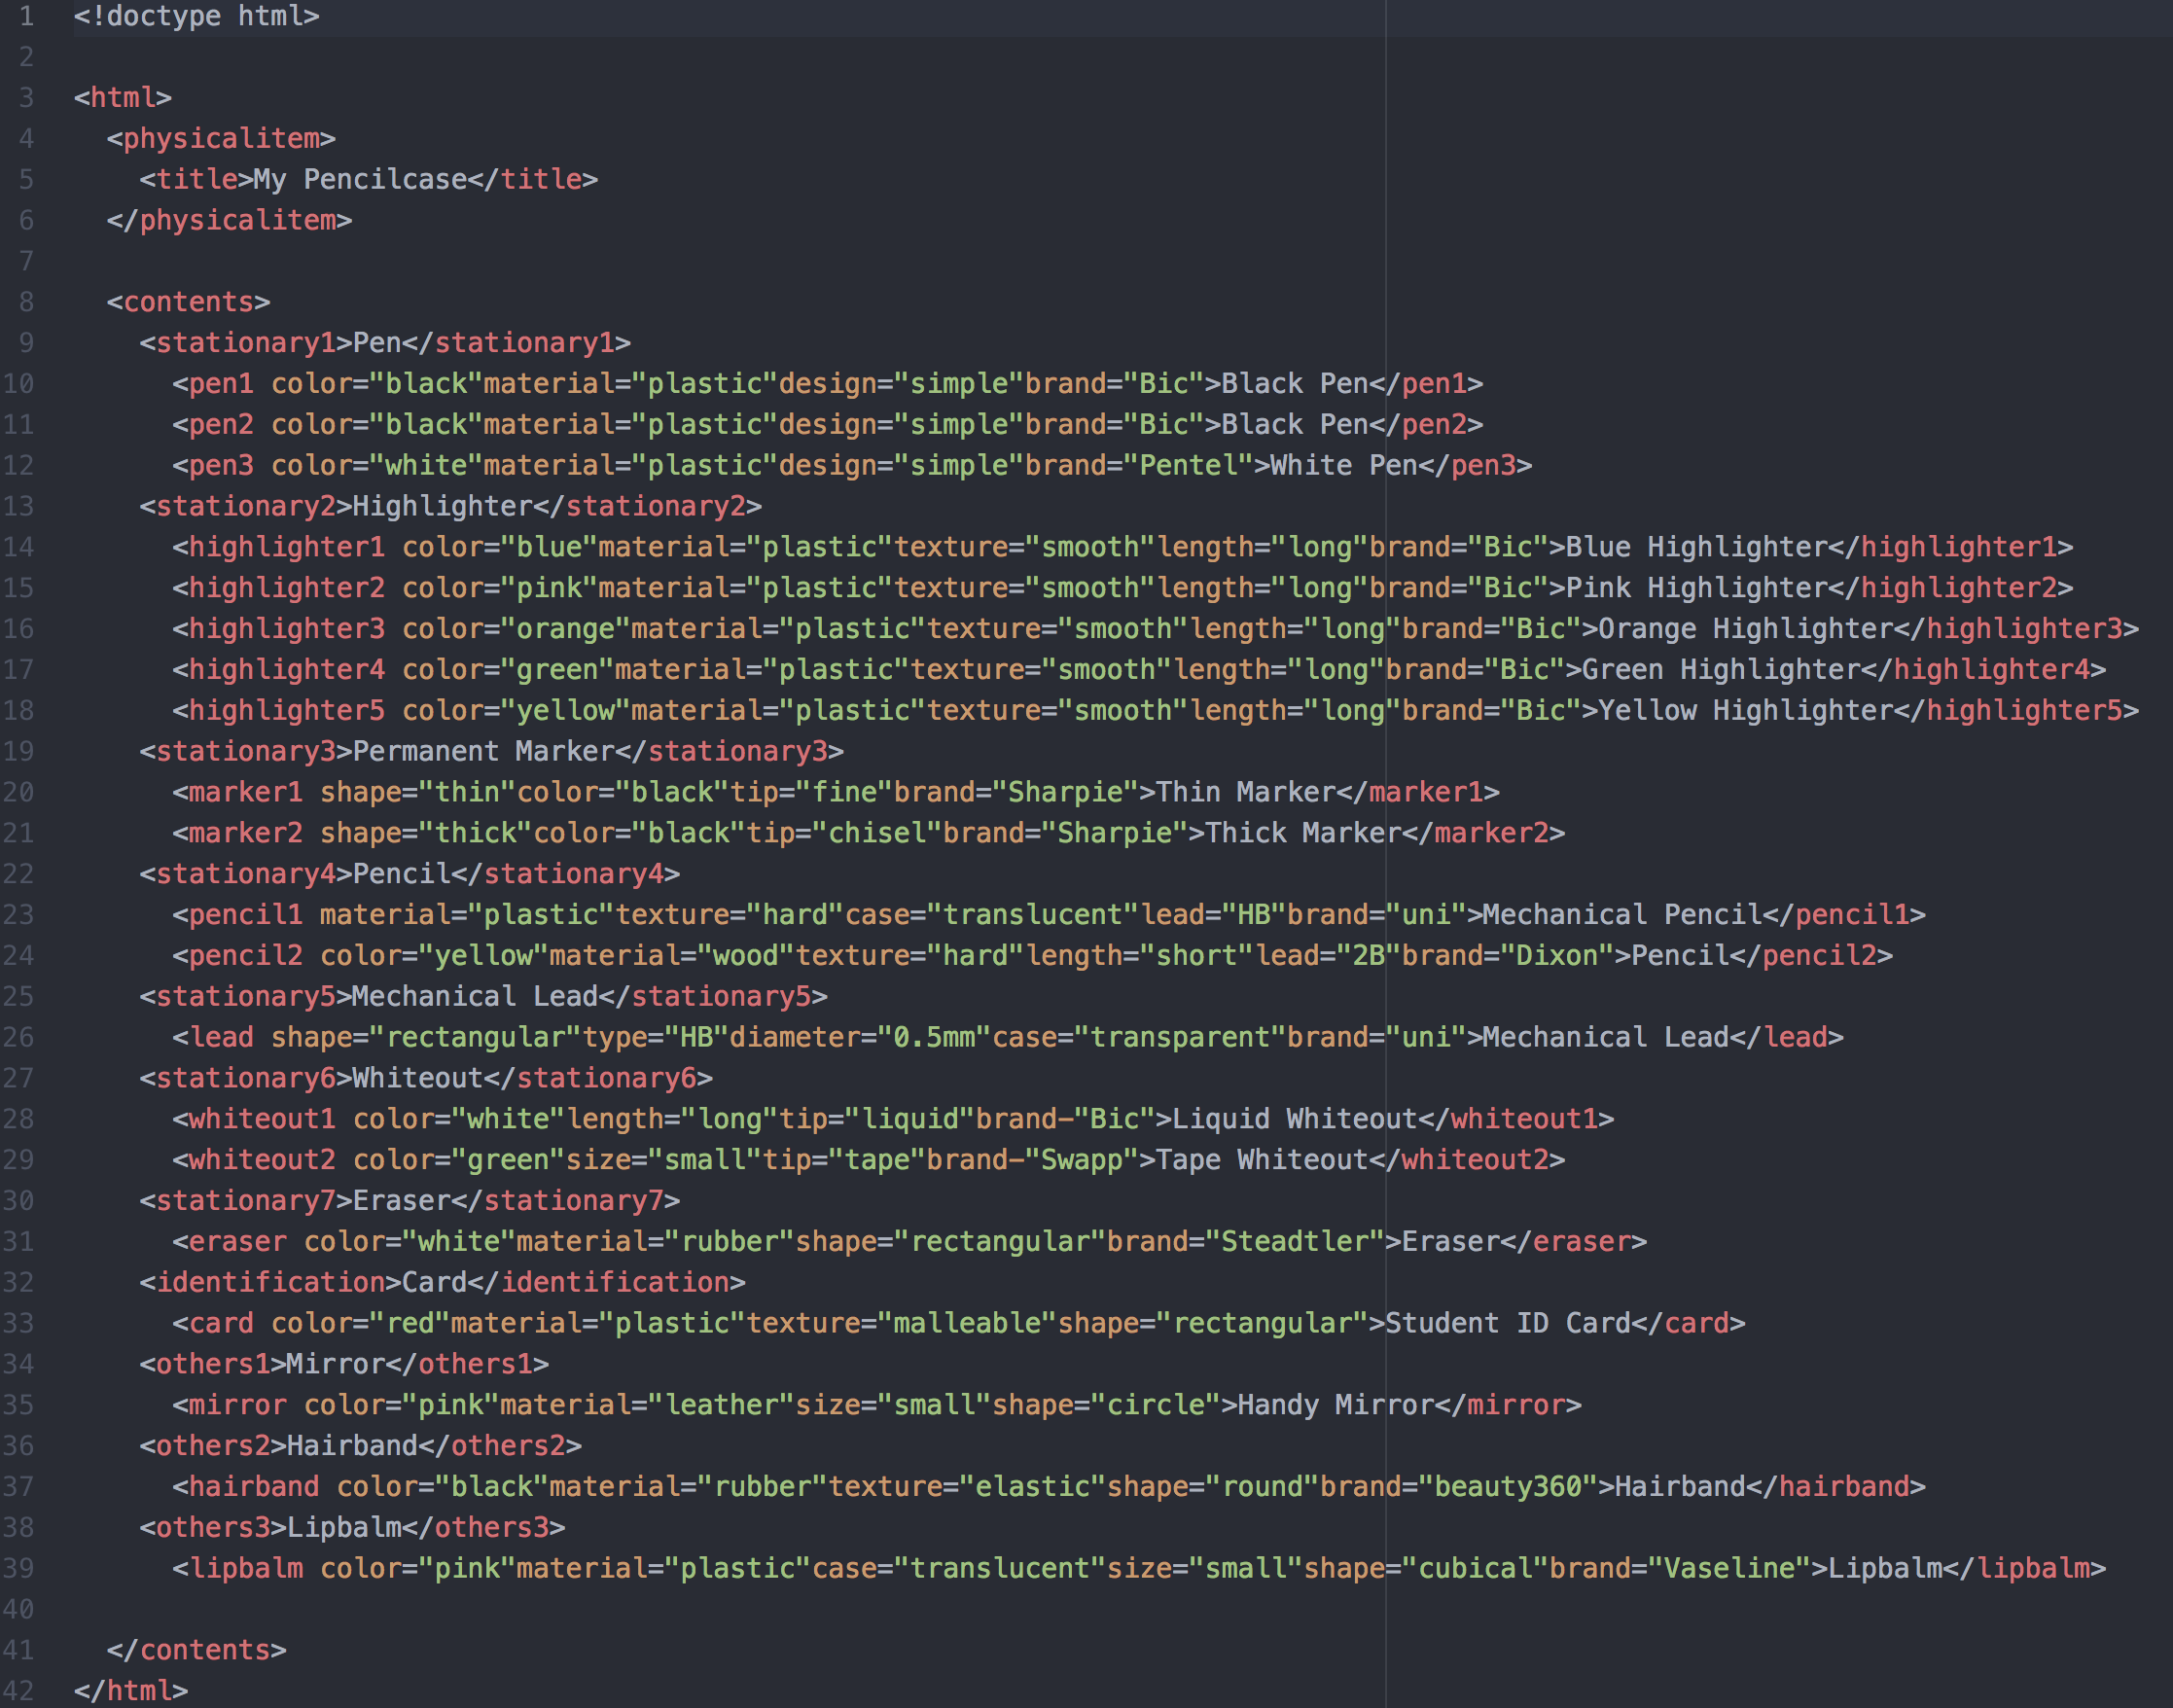 1 <!doctype html>
2
3 <html>
4 <physicalitem>
5 <title>My Pencilcase</title>
6 </physicalitem>
7
8 <contents>
9 <stationary1>Pen</stationary1>
10 <pen1 color="black"material="plastic"design="simple"brand="Bic">Black Pen</pen1>
11 <pen2 color="black"material="plastic"design="simple"brand="Bic">Black Pen</pen2>
12 <pen3 color="white"material="plastic"design="simple"brand="Pentel">White Pen</pen3>
13 <stationary2>Highlighter</stationary2>
14 <highlighter1 color="blue"material="plastic"texture="smooth"length="long"brand="Bic">Blue Highlighter</highlighter1>
15 <highlighter2 color="pink"material="plastic"texture="smooth"length="long"brand="Bic">Pink Highlighter</highlighter2>
16 <highlighter3 color="orange"material="plastic"texture="smooth"length="long"brand="Bic">Orange Highlighter</highlighter3>
17 <highlighter4 color="green"material="plastic"texture="smooth"length="long"brand="Bic">Green Highlighter</highlighter4>
18 <highlighter5 color="yellow"material="plastic"texture="smooth"length="long"brand="Bic">Yellow Highlighter</highlighter5>
19 <stationary3>Permanent Marker</stationary3>
20 <marker1 shape="thin"color="black"tip="fine"brand="Sharpie">Thin Marker</marker1>
21 <marker2 shape="thick"color="black"tip="chisel"brand="Sharpie">Thick Marker</marker2>
22 <stationary4>Pencil</stationary4>
23 <pencil1 material="plastic"texture="hard"case="translucent"lead="HB"brand="uni">Mechanical Pencil</pencil1>
24 <pencil2 color="yellow"material="wood"texture="hard"length="short"lead="2B"brand="Dixon">Pencil</pencil2>
25 <stationary5>Mechanical Lead</stationary5>
26 <lead shape="rectangular"type="HB"diameter="0.5mm"case="transparent"brand="uni">Mechanical Lead</lead>
27 <stationary6>Whiteout</stationary6>
28 <whiteout1 color="white"length="long"tip="liquid"brand-"Bic">Liquid Whiteout</whiteout1>
29 <whiteout2 color="green"size="small"tip="tape"brand-"Swapp">Tape Whiteout</whiteout2>
30 <stationary7>Eraser</stationary7>
31 <eraser color="white"material="rubber"shape="rectangular"brand="Steadtler">Eraser</eraser>
32 <identification>Card</identification>
33 <card color="red"material="plastic"texture="malleable"shape="rectangular">Student ID Card</card>
34 <others1>Mirror</others1>
35 <mirror color="pink"material="leather"size="small"shape="circle">Handy Mirror</mirror>
36 <others2>Hairband</others2>
37 <hairband color="black"material="rubber"texture="elastic"shape="round"brand="beauty360">Hairband</hairband>
38 <others3>Lipbalm</others3>
39 <lipbalm color="pink"material="plastic"case="translucent"size="small"shape="cubical"brand="Vaseline">Lipbalm</lipbalm>
40
41 </contents>
42 </html>